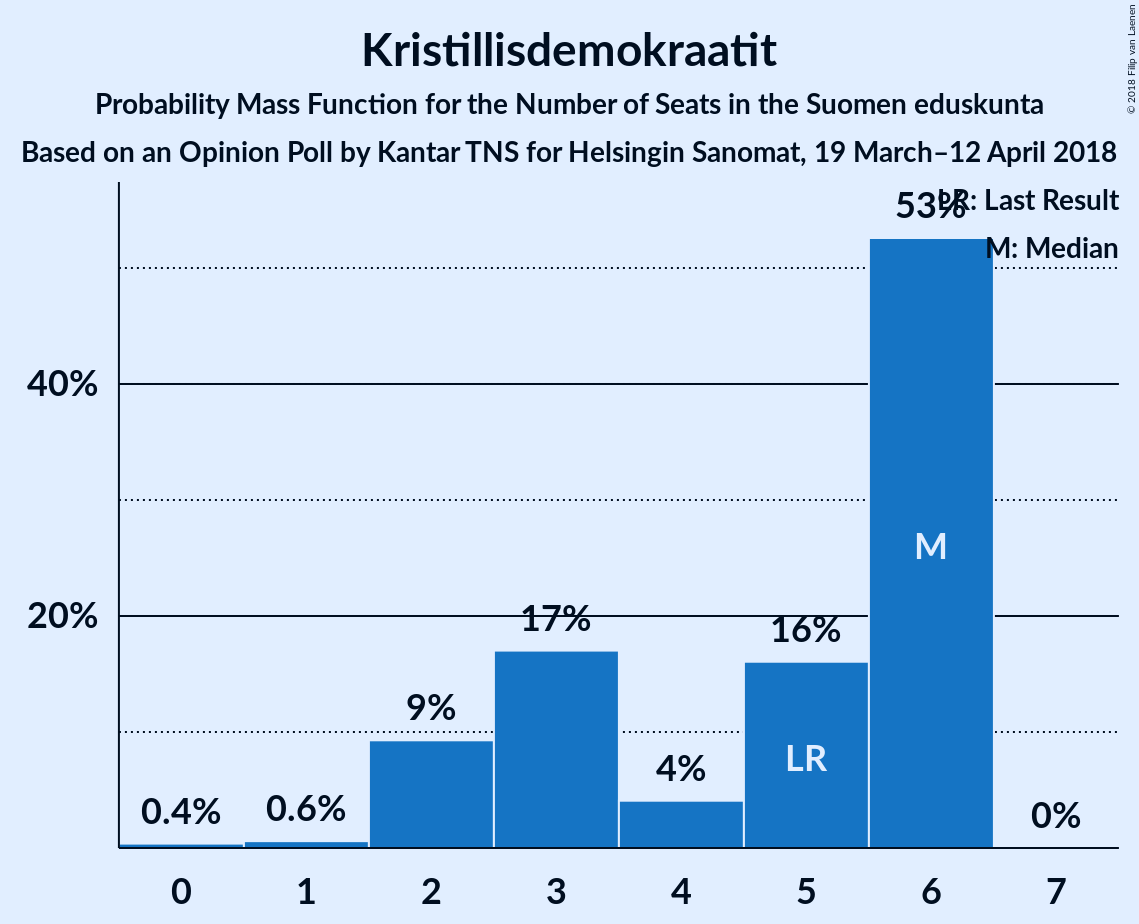 Kristillisdemokraatit
Probability Mass Function for the Number of Seats in the Suomen eduskunta
Based on an Opinion Poll by Kantar TNS for Helsingin Sanomat, 19 March–12 April 2018
© 2018 Filip van Laenen
LR: Last Result
M: Median
53%
40%
M
20%
17%
16%
9%
LR
4%
0.4%
0.6%
0%
0 1 2 3 4 5 6 7